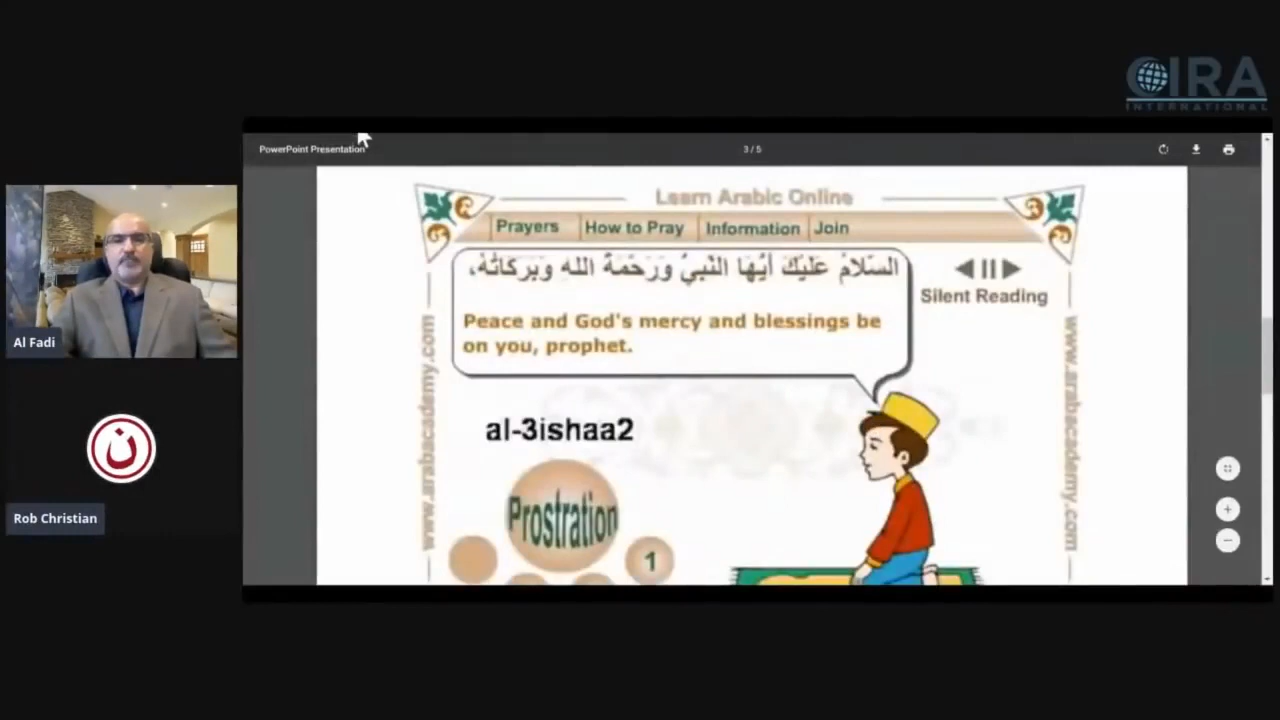 CIRA
INTERNATIONAL
PowerPoint Presentation
3 / 5
Learn Arabic Online
Prayers
How to Pray
Information
Join
السَّلامُ عَلَيْكَ أَيُّهَا النَّبِيُّ وَرَحْمَةُ اللهِ وَبَرَكَاتُهُ،
Peace and God's mercy and blessings be
on you, prophet.
Silent Reading
www.arabacademy.com
www.arabacademy.com
al-3ishaa2
Prostration
1
Al Fadi
ن
Rob Christian